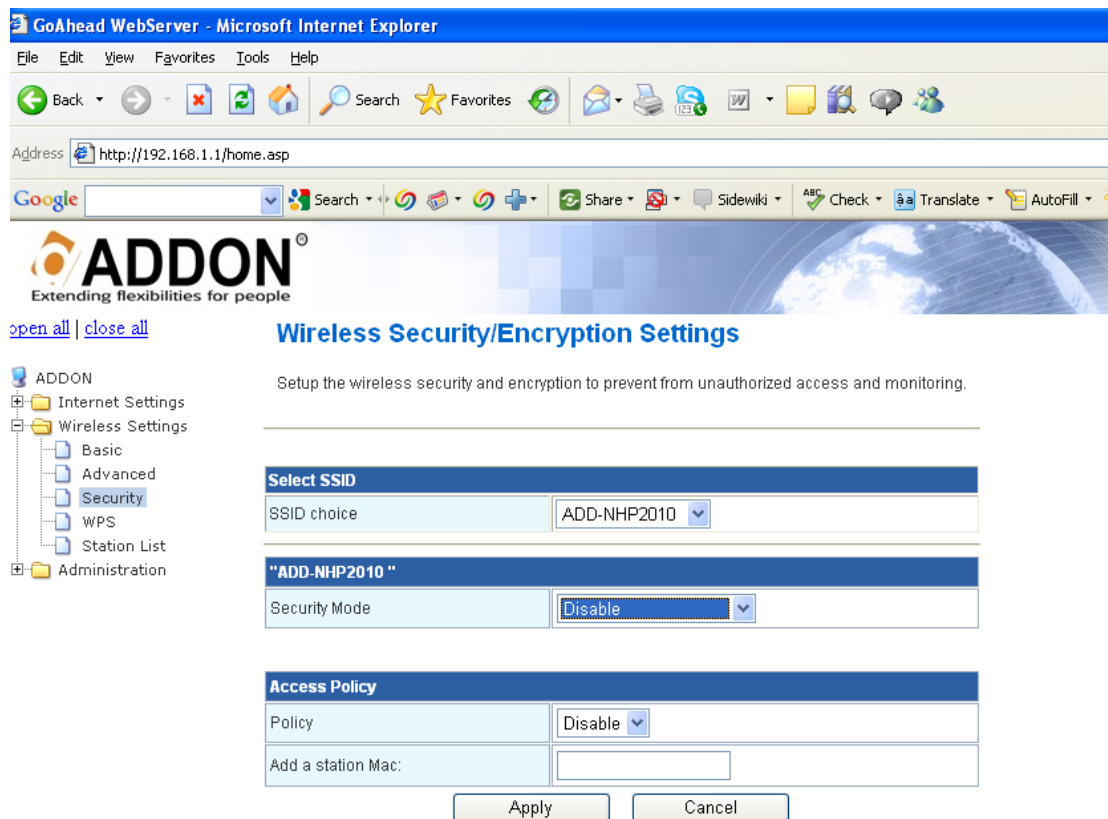 GoAhead WebServer - Microsoft Internet Explorer
File Edit View Favorites Tools Help
Back Search Favorites
Address http://192.168.1.1/home.asp
Google Search Share Sidewiki Check Translate AutoFill
ADDON®
Extending flexibilities for people
open all | close all
Wireless Security/Encryption Settings
ADDON
Setup the wireless security and encryption to prevent from unauthorized access and monitoring.
Internet Settings
Wireless Settings
Basic
Advanced
Security
WPS
Station List
Administration
Select SSID
SSID choice ADD-NHP2010
"ADD-NHP2010 "
Security Mode Disable
Access Policy
Policy Disable
Add a station Mac:
Apply Cancel